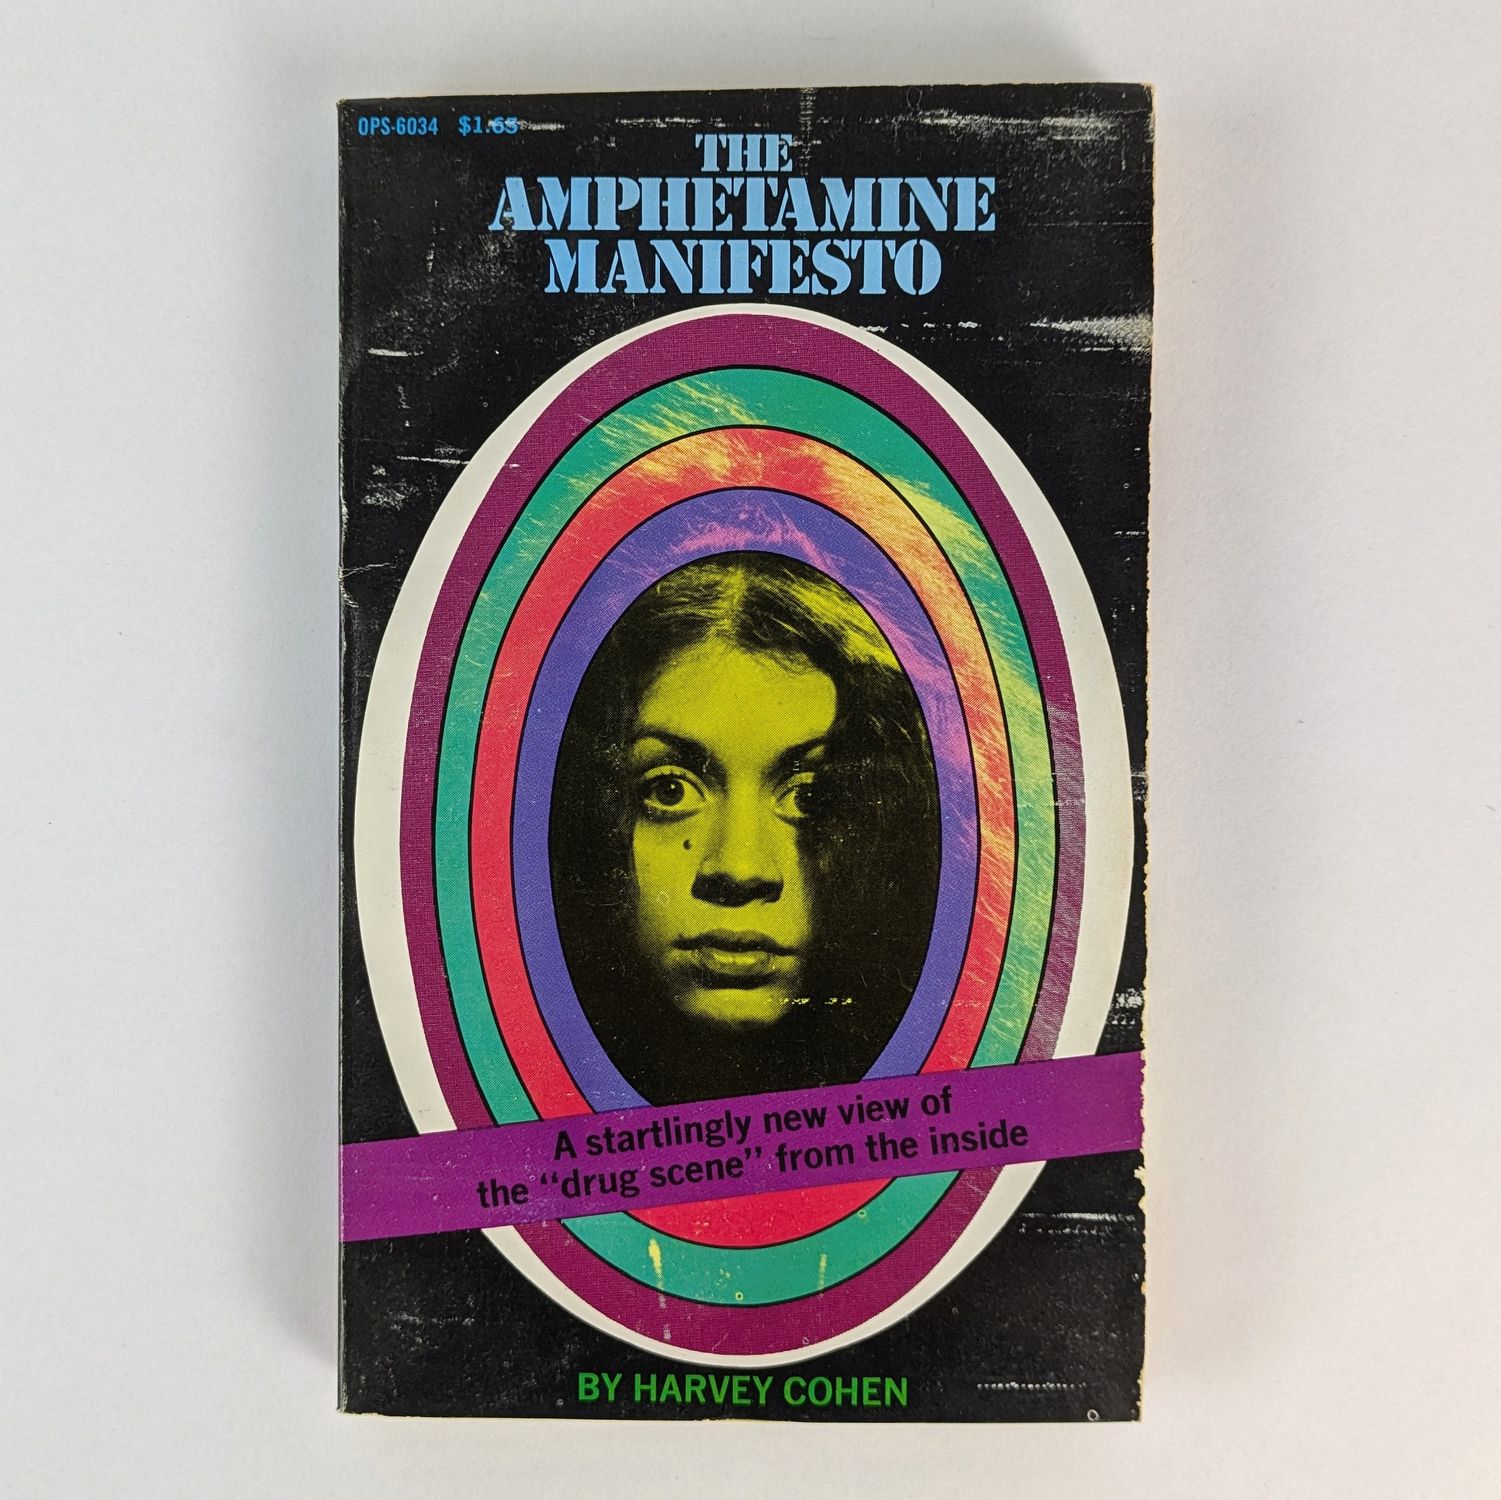 OPS-6034 $1.65
THE
AMPHETAMINE
MANIFESTO
A startlingly new view of
the “drug scene” from the inside
BY HARVEY COHEN